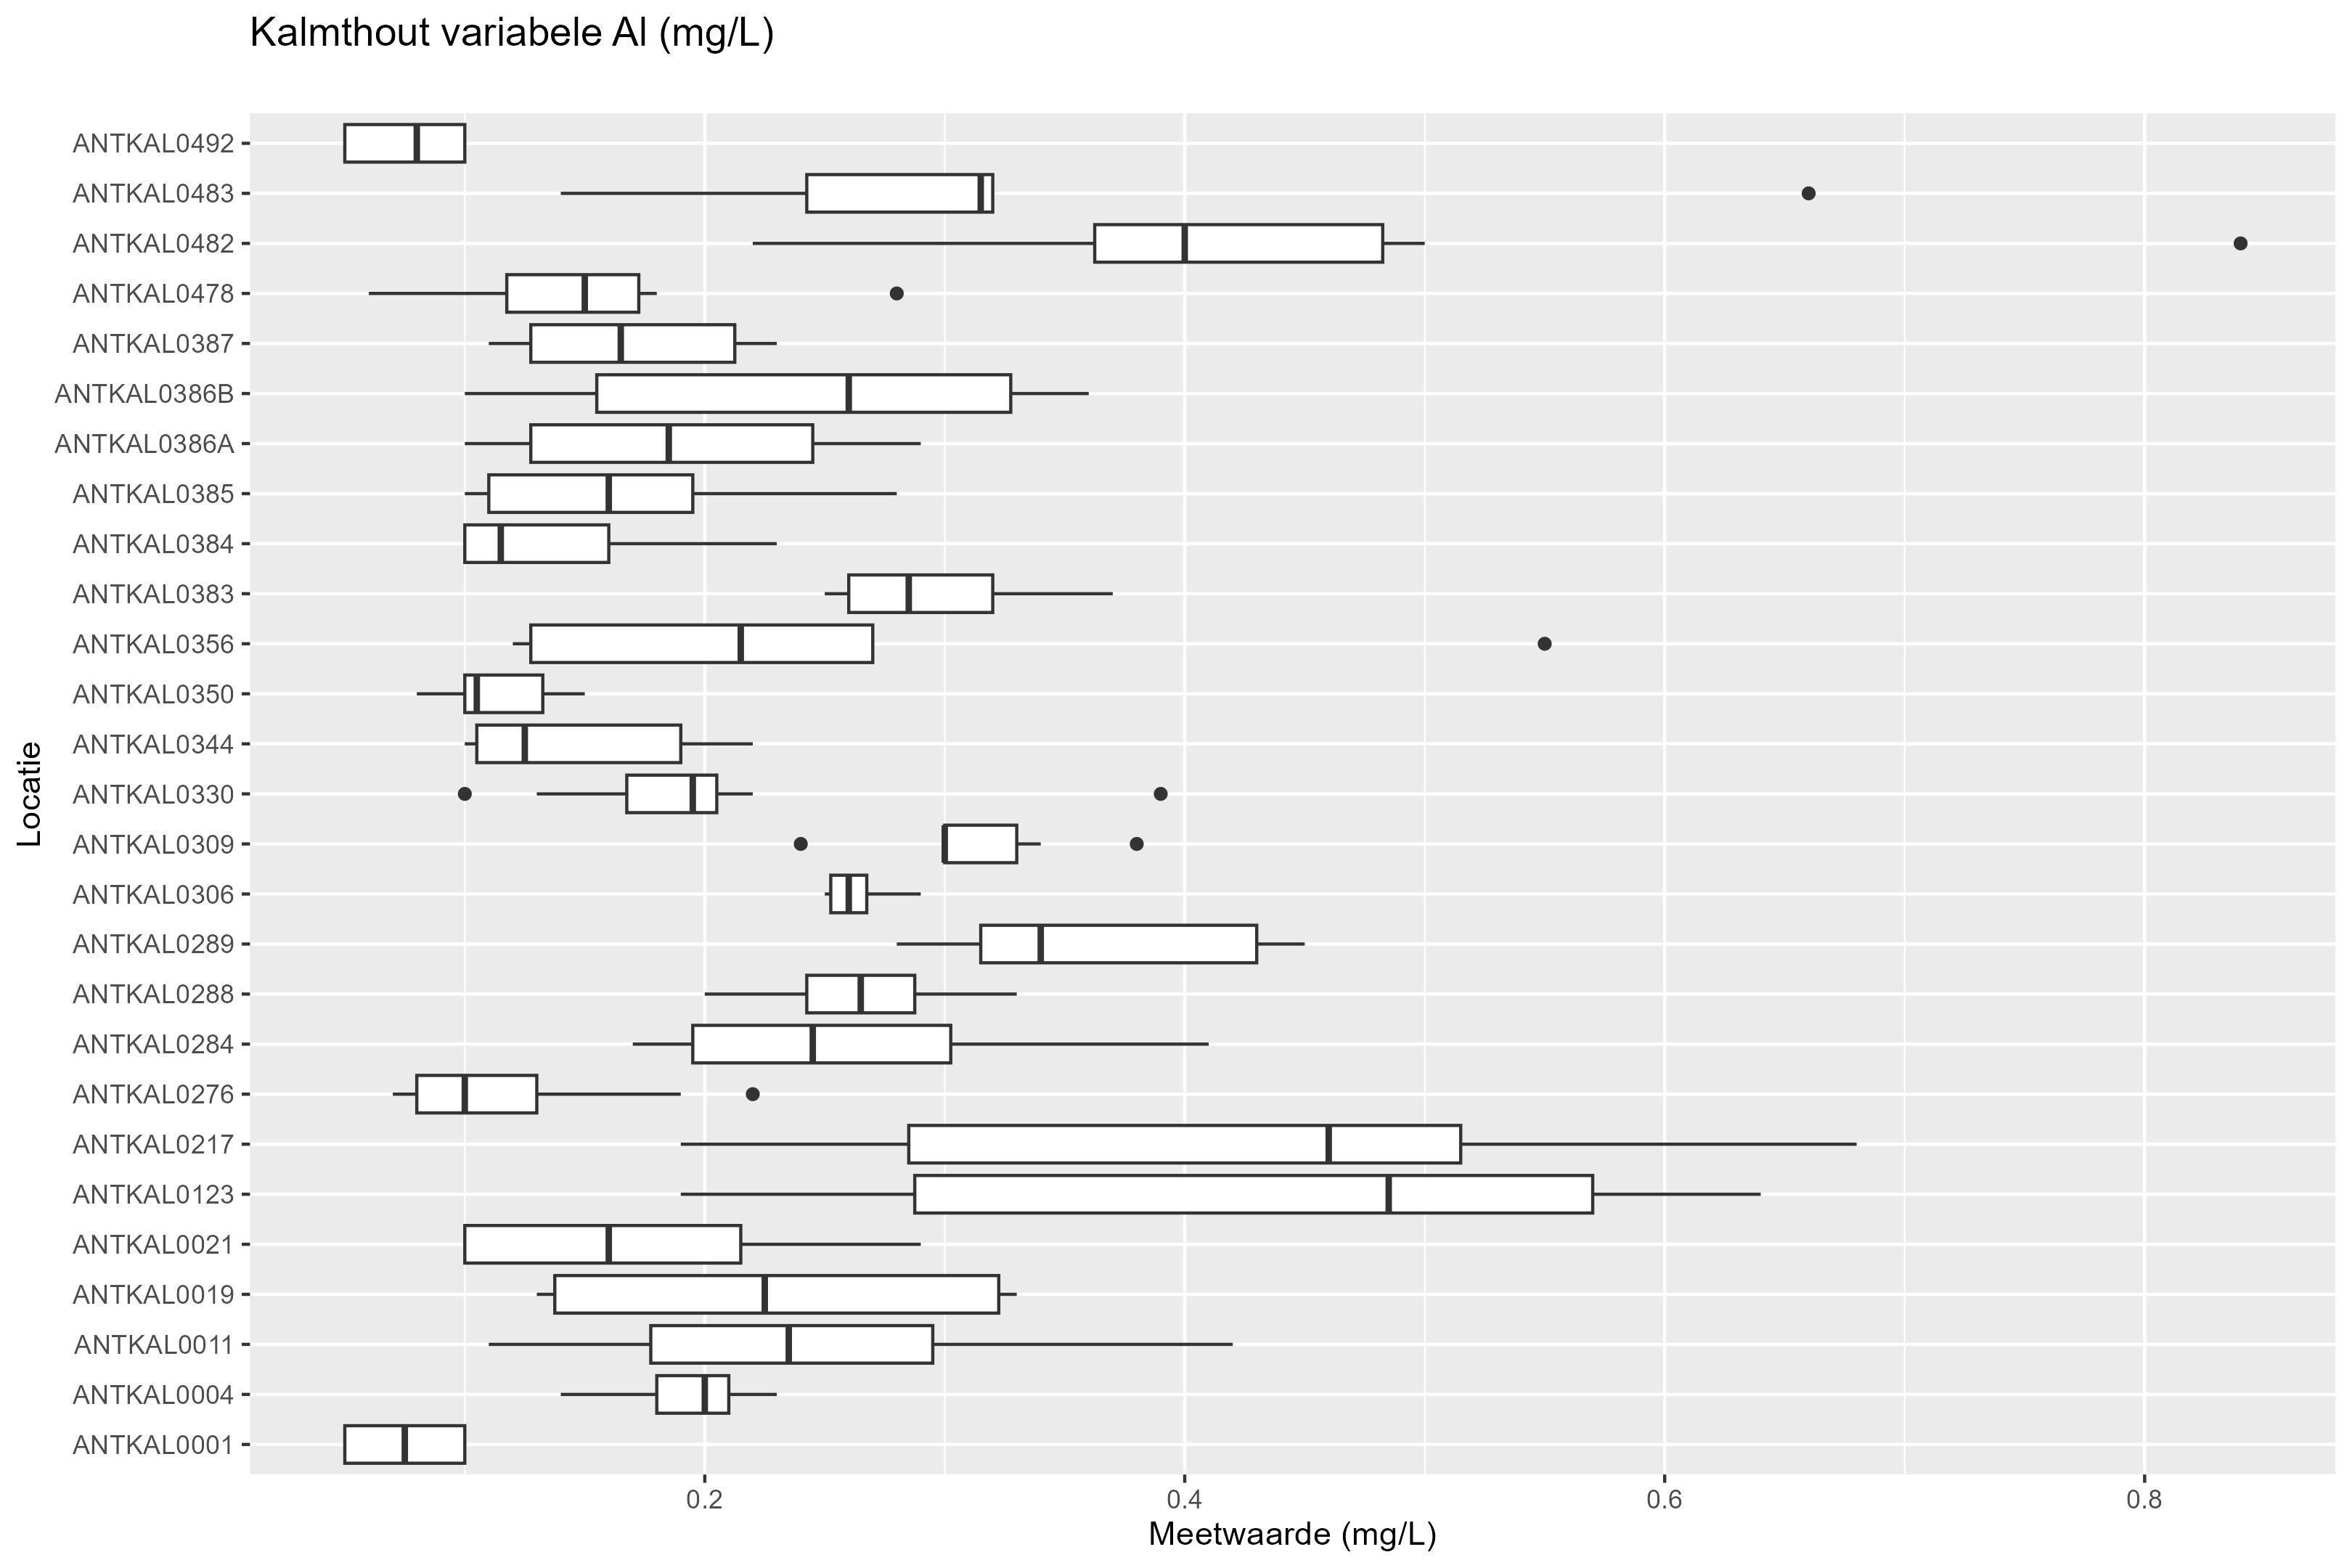 Kalmthout variabele Al (mg/L)
ANTKAL0492
ANTKAL0483
ANTKAL0482
ANTKAL0478
ANTKAL0387
ANTKAL0386B
ANTKAL0386A
ANTKAL0385
ANTKAL0384
ANTKAL0383
ANTKAL0356
ANTKAL0350
ANTKAL0344
ANTKAL0330
ANTKAL0309
ANTKAL0306
ANTKAL0289
ANTKAL0288
ANTKAL0284
ANTKAL0276
ANTKAL0217
ANTKAL0123
ANTKAL0021
ANTKAL0019
ANTKAL0011
ANTKAL0004
ANTKAL0001
Locatie
0.2 0.4 0.6 0.8
Meetwaarde (mg/L)